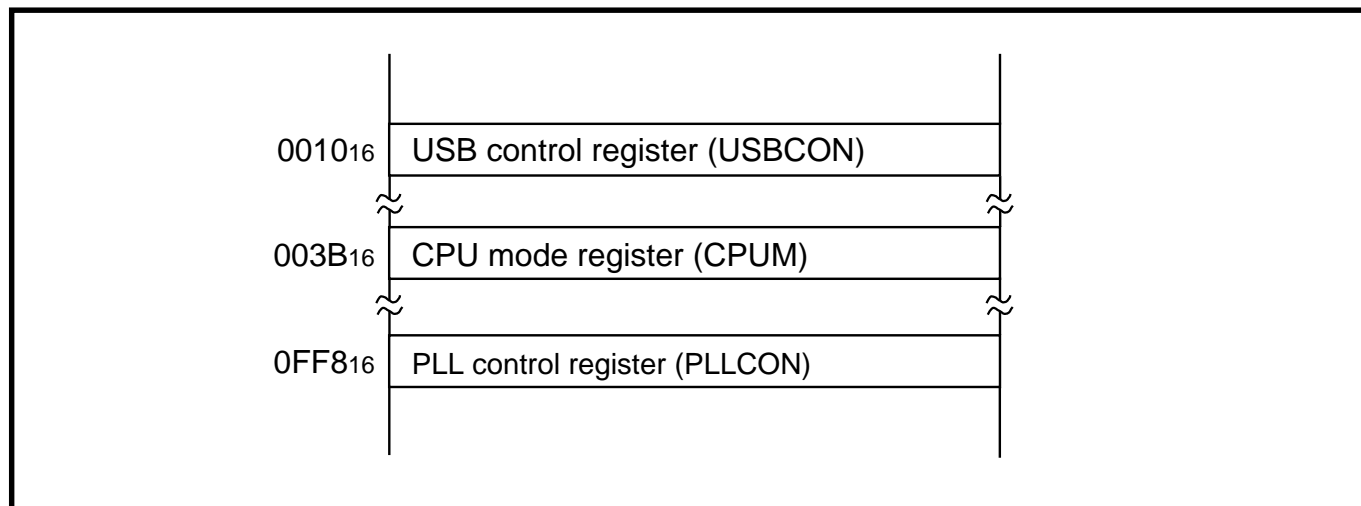 0010₁₆ USB control register (USBCON)
003B₁₆ CPU mode register (CPUM)
0FF8₁₆ PLL control register (PLLCON)